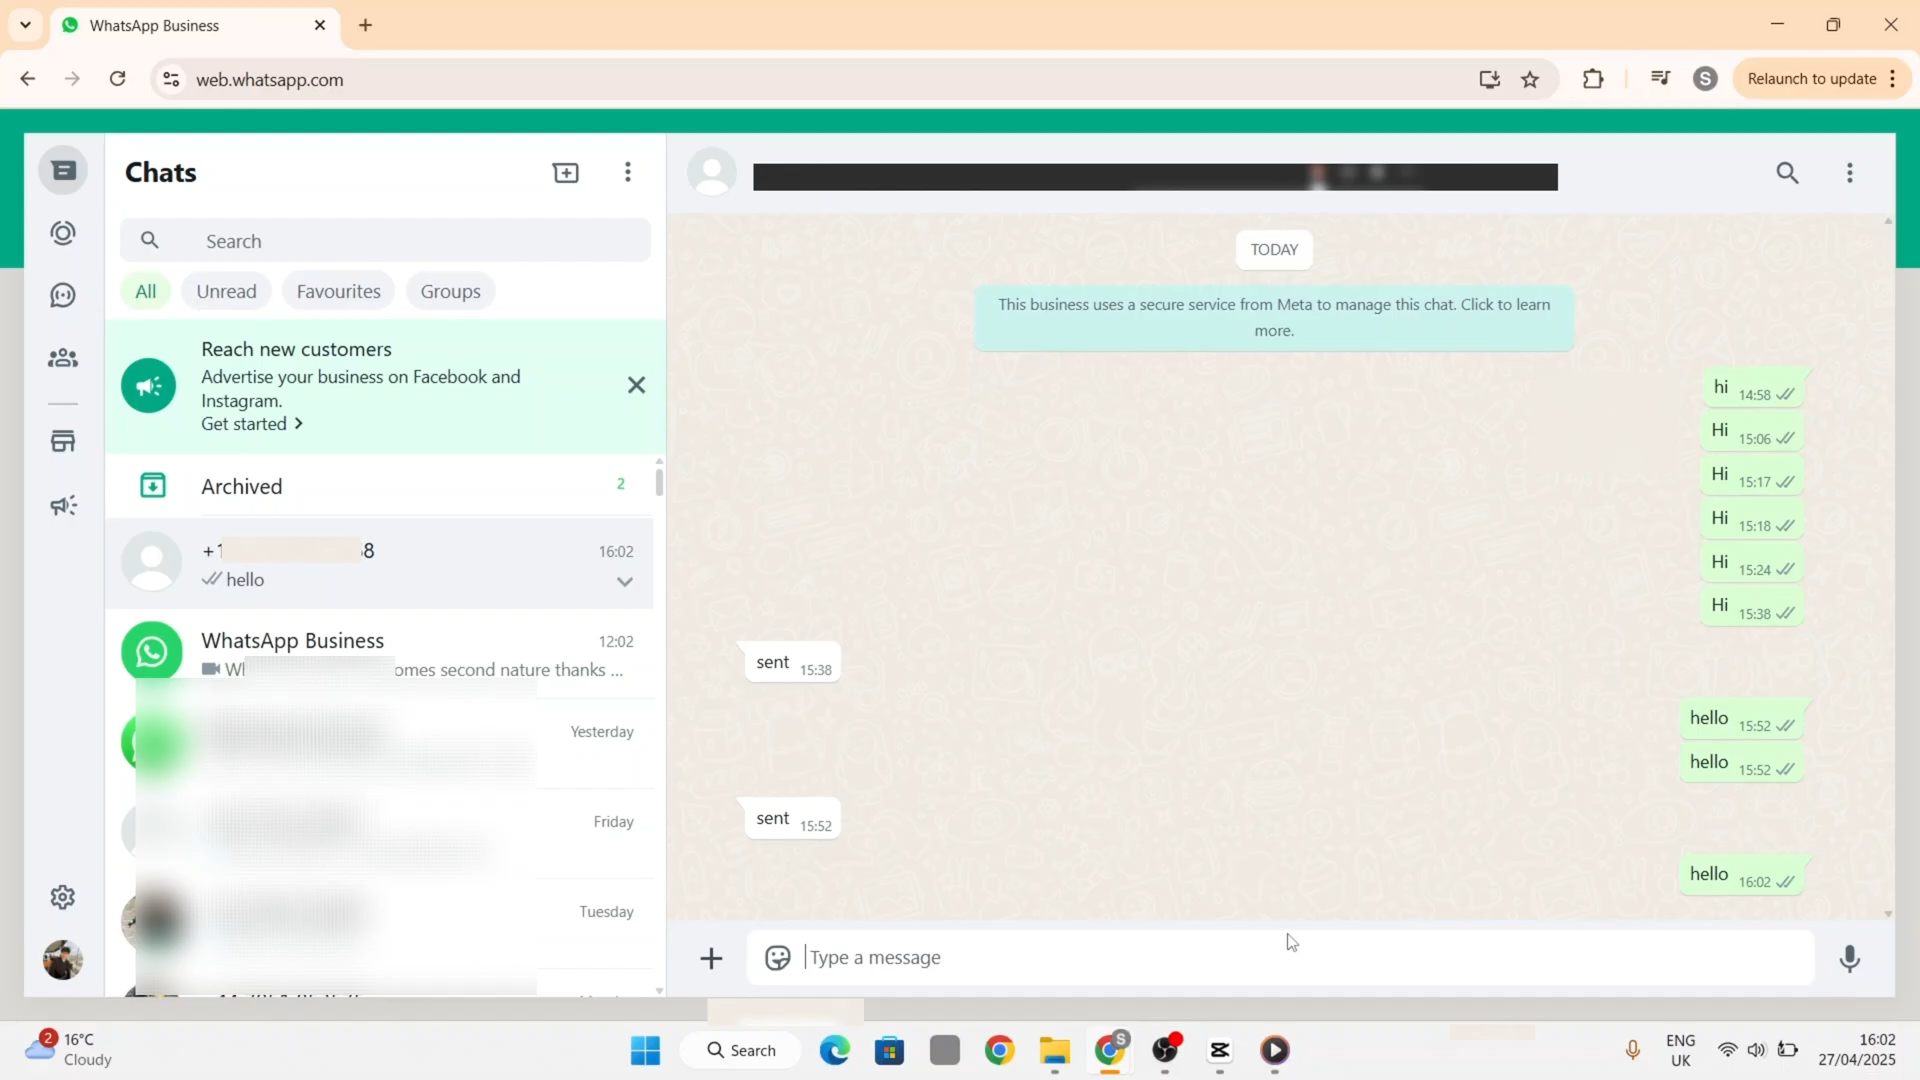 WhatsApp Business
web.whatsapp.com
S
Relaunch to update
Chats
Search
All
Unread
Favourites
Groups
Reach new customers
Advertise your business on Facebook and
Instagram.
Get started
Archived
2
+1 8
16:02
hello
WhatsApp Business
12:02
omes second nature thanks ...
Yesterday
Friday
Tuesday
TODAY
This business uses a secure service from Meta to manage this chat. Click to learn
more.
hi 14:58
Hi 15:06
Hi 15:17
Hi 15:18
Hi 15:24
Hi 15:38
sent 15:38
hello 15:52
hello 15:52
sent 15:52
hello 16:02
Type a message
2
16°C
Cloudy
Search
S
ENG
UK
16:02
27/04/2025